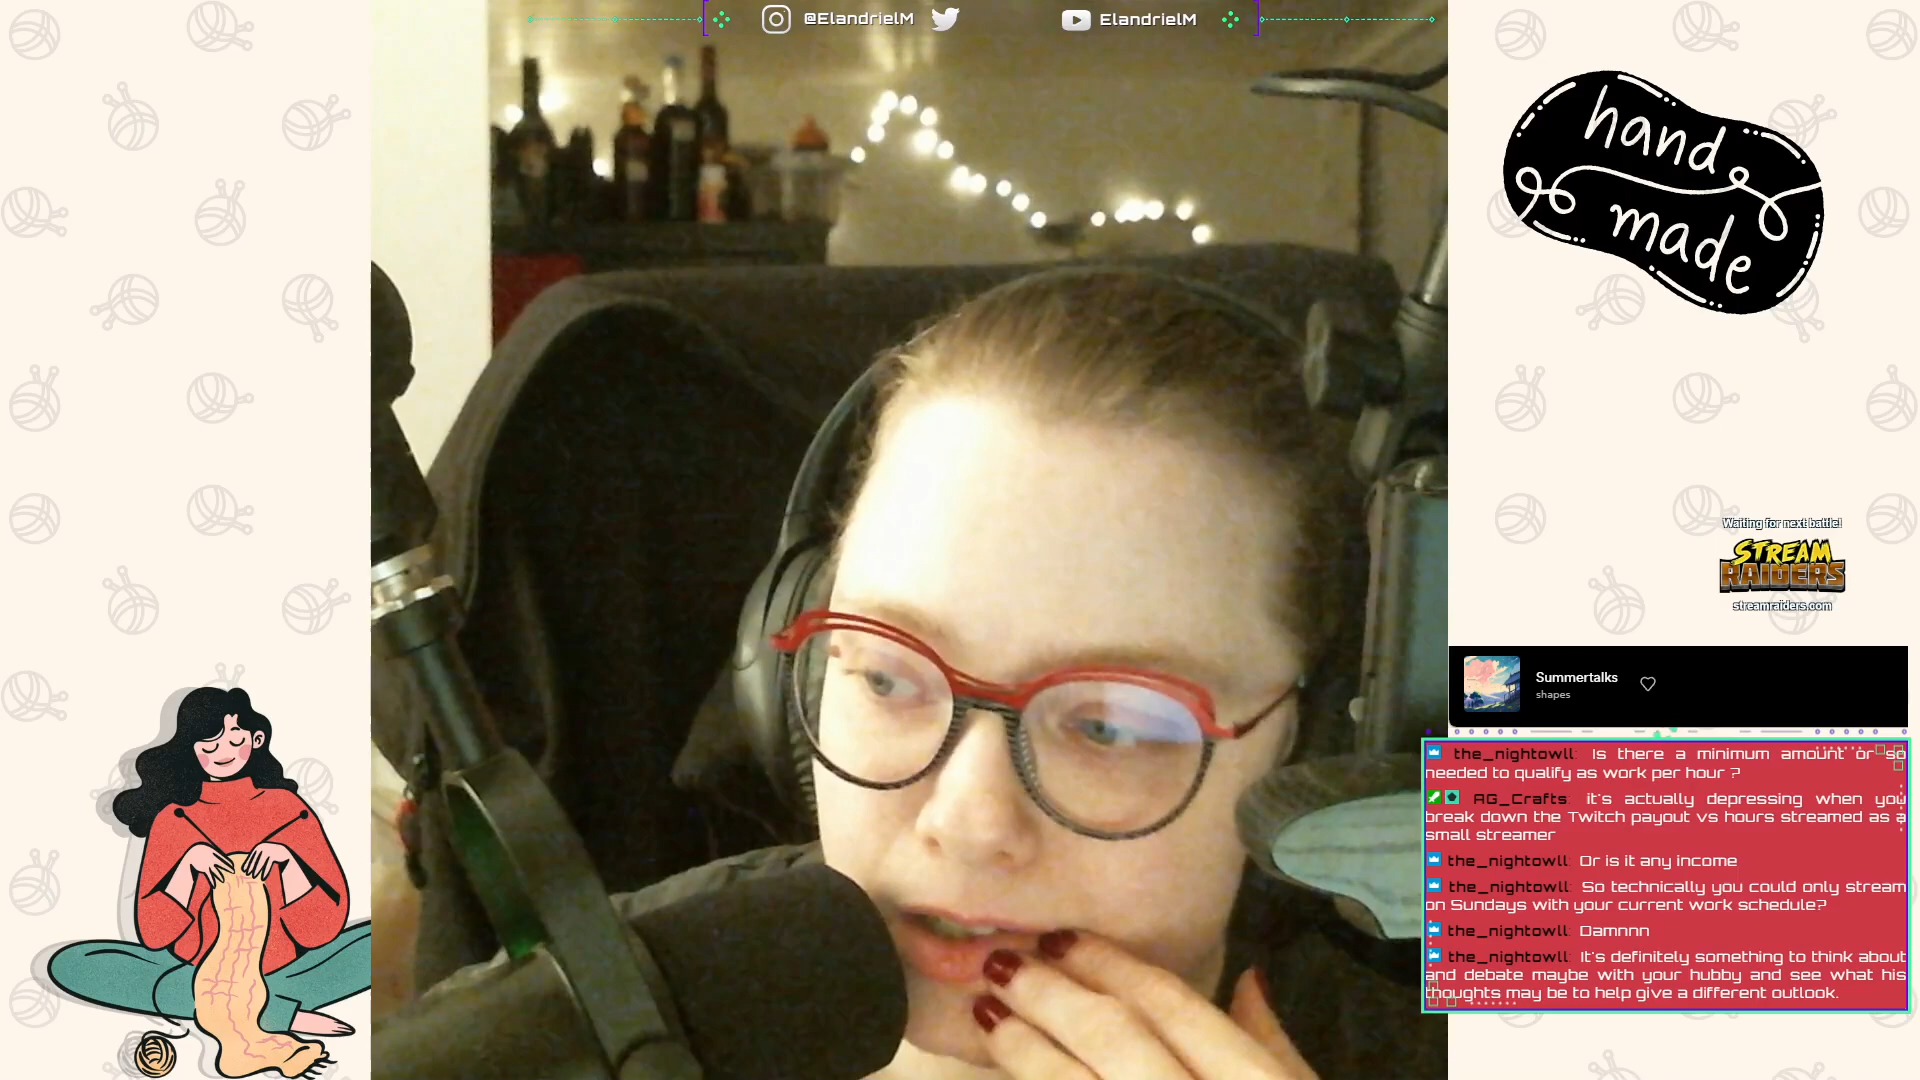 @ElandrielM
ElandrielM
hand
made
Waiting for next battle!
STREAM
RAIDERS
streamraiders.com
Summertalks
shapes
the_nightowll: Is there a minimum amount or so
needed to qualify as work per hour ?
AG_Crafts: it's actually depressing when you
break down the Twitch payout vs hours streamed as a
small streamer
the_nightowll: Or is it any income
the_nightowll: So technically you could only stream
on Sundays with your current work schedule?
the_nightowll: Damnnn
the_nightowll: It's definitely something to think about
and debate maybe with your hubby and see what his
thoughts may be to help give a different outlook.